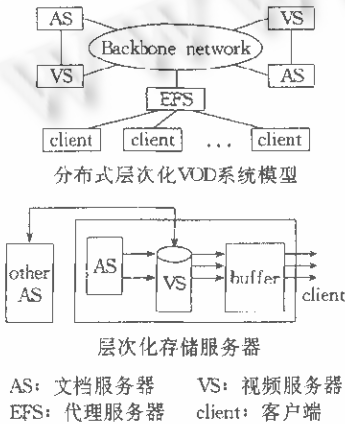 AS
VS
Backbone network
VS
AS
EFS
client client ... client
分布式层次化VOD系统模型
other AS
AS
VS
buffer
client
层次化存储服务器
AS: 文档服务器 VS: 视频服务器
EFS: 代理服务器 client: 客户端